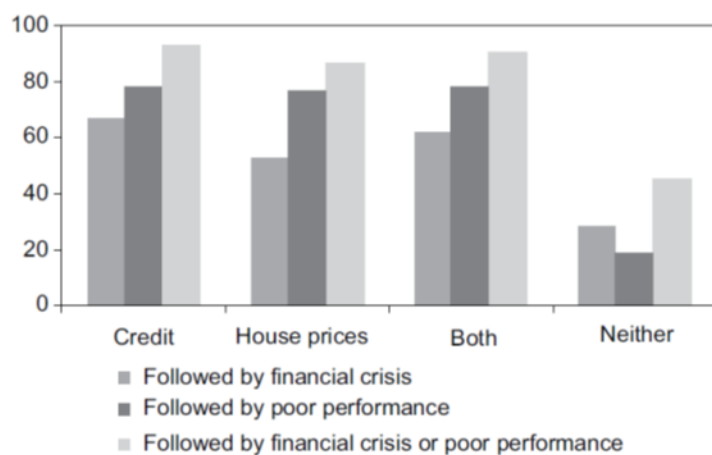 100
80
60
40
20
0
Credit House prices Both Neither
Followed by financial crisis
Followed by poor performance
Followed by financial crisis or poor performance